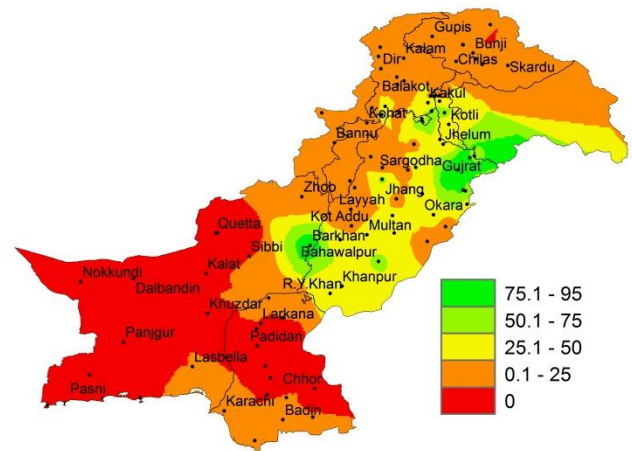 Gupis
Bunji
Kalam
Dir
Chilas
Skardu
Balakot
Kakul
Kohat
Kotli
Bannu
Jhelum
Sargodha
Gujrat
Zhob
Jhang
Layyah
Okara
Kot Addu
Quetta
Multan
Barkhan
Sibbi
Bahawalpur
Kalat
Nokkundi
Khanpur
Dalbandin
R.Y.Khan
Khuzdar
Larkana
Panjgur
Padidan
Lasbella
Pasni
Chhor
Karachi
Badin
75.1 - 95
50.1 - 75
25.1 - 50
0.1 - 25
0